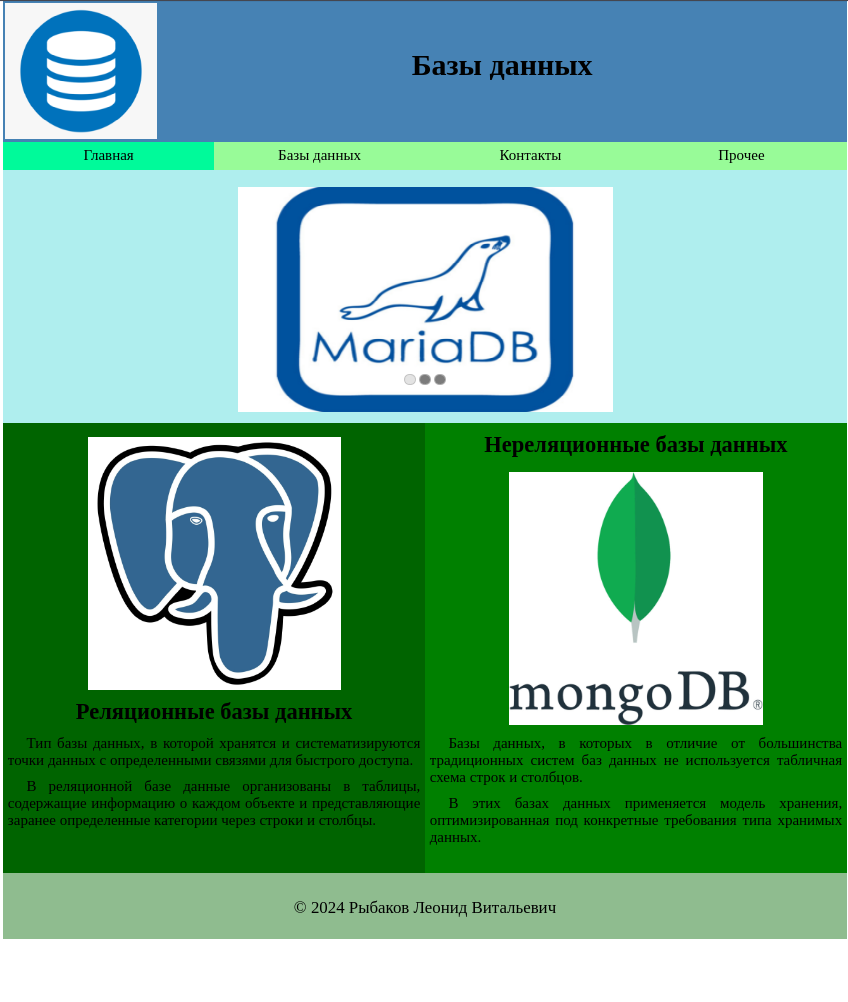 Базы данных
Главная
Базы данных
Контакты
Прочее
MariaDB
Реляционные базы данных
Тип базы данных, в которой хранятся и систематизируются
точки данных с определенными связями для быстрого доступа.
В реляционной базе данные организованы в таблицы,
содержащие информацию о каждом объекте и представляющие
заранее определенные категории через строки и столбцы.
Нереляционные базы данных
mongoDB®
Базы данных, в которых в отличие от большинства
традиционных систем баз данных не используется табличная
схема строк и столбцов.
В этих базах данных применяется модель хранения,
оптимизированная под конкретные требования типа хранимых
данных.
© 2024 Рыбаков Леонид Витальевич